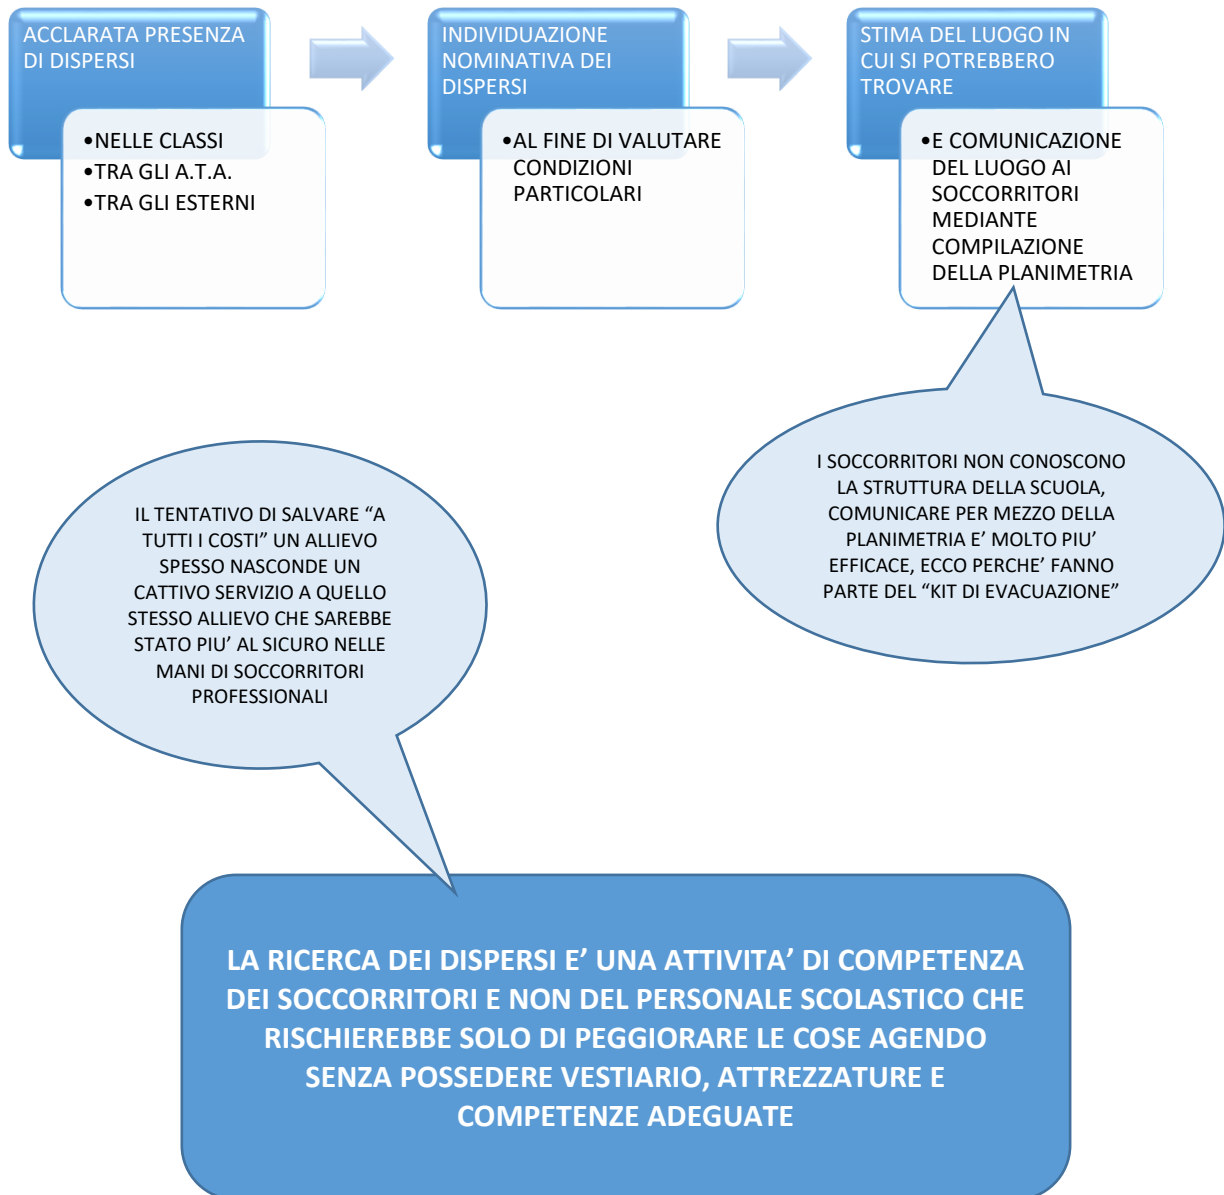 ACCLARATA PRESENZA
DI DISPERSI
•NELLE CLASSI
•TRA GLI A.T.A.
•TRA GLI ESTERNI
INDIVIDUAZIONE
NOMINATIVA DEI
DISPERSI
•AL FINE DI VALUTARE
CONDIZIONI
PARTICOLARI
STIMA DEL LUOGO IN
CUI SI POTREBBERO
TROVARE
•E COMUNICAZIONE
DEL LUOGO AI
SOCCORRITORI
MEDIANTE
COMPILAZIONE
DELLA PLANIMETRIA
I SOCCORRITORI NON CONOSCONO
LA STRUTTURA DELLA SCUOLA,
COMUNICARE PER MEZZO DELLA
PLANIMETRIA E’ MOLTO PIU’
EFFICACE, ECCO PERCHE’ FANNO
PARTE DEL “KIT DI EVACUAZIONE”
IL TENTATIVO DI SALVARE “A
TUTTI I COSTI” UN ALLIEVO
SPESSO NASCONDE UN
CATTIVO SERVIZIO A QUELLO
STESSO ALLIEVO CHE SAREBBE
STATO PIU’ AL SICURO NELLE
MANI DI SOCCORRITORI
PROFESSIONALI
LA RICERCA DEI DISPERSI E’ UNA ATTIVITA’ DI COMPETENZA
DEI SOCCORRITORI E NON DEL PERSONALE SCOLASTICO CHE
RISCHIEREBBE SOLO DI PEGGIORARE LE COSE AGENDO
SENZA POSSEDERE VESTIARIO, ATTREZZATURE E
COMPETENZE ADEGUATE